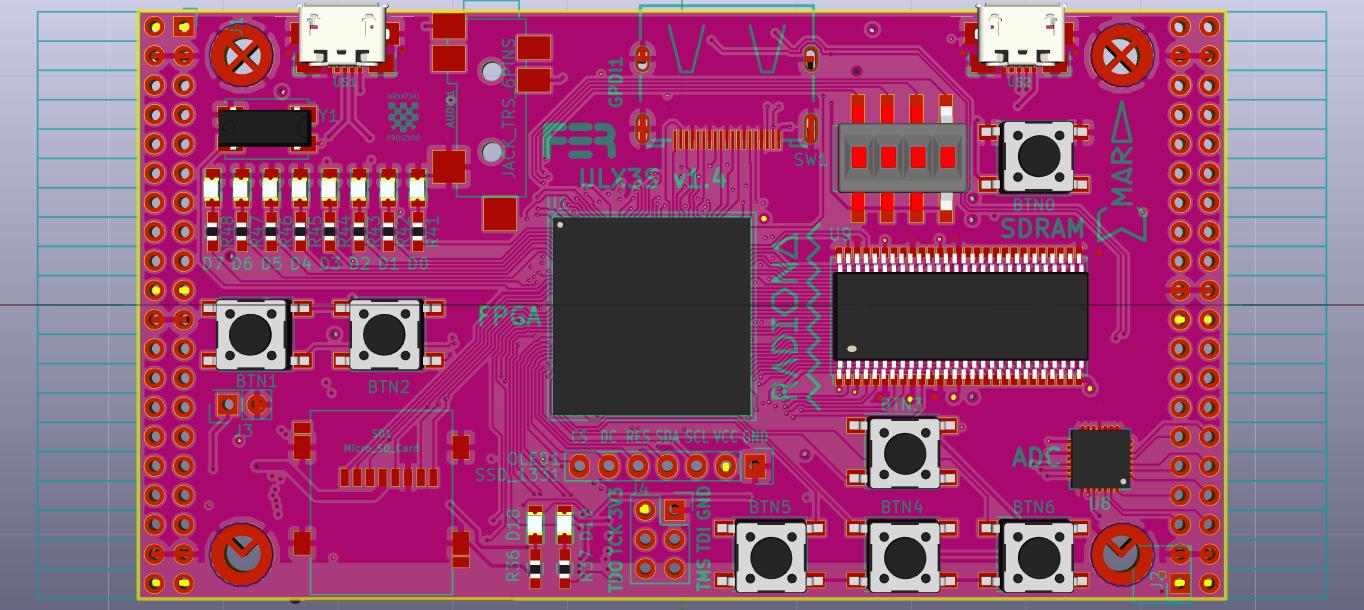 J1
US1
US2
GPDI1
JACK_TRS_6PINS
AUDIO1
HRVATSKI
PROIZVOD
Y1
FER
ULX3S v1.4
SW1
BTN0
MARO
SDRAM
U1
U9
R48 R47 R46 R45 R44 R43 R42 R41
D7 D6 D5 D4 D3 D2 D1 D0
FPGA
RADIONA
BTN1
BTN2
J3
BTN3
SD1
Micro_SD_Card
CS DC RES SDA SCL VCC GND
OLED1
SSD_1331
ADC
U8
J4
D18
D19
R36
R37
TDO TCK 3V3
TMS TDI GND
BTN5
BTN4
BTN6
J2